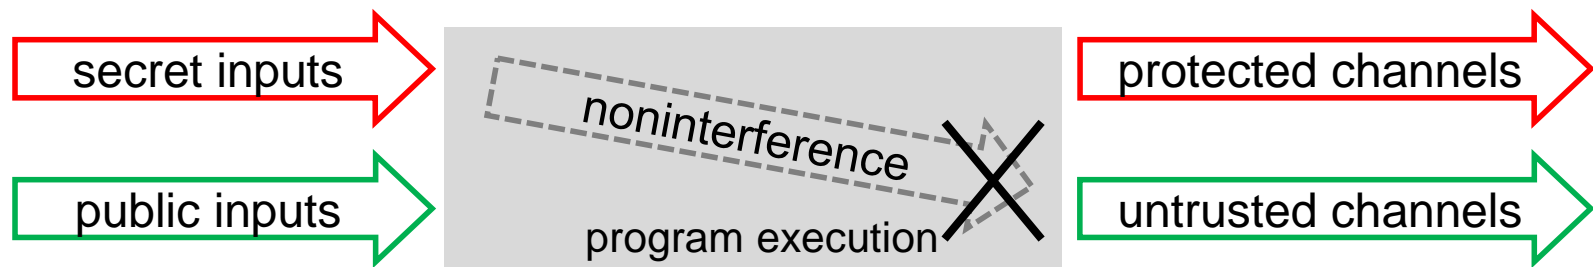 secret inputs
noninterference
protected channels
public inputs
program execution
untrusted channels